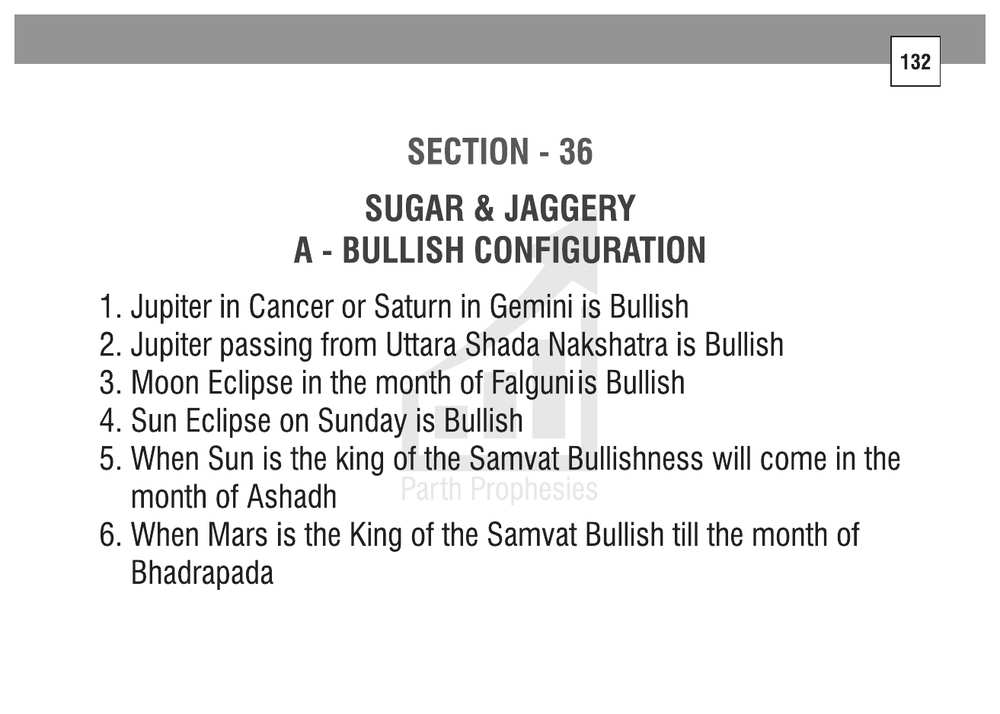 132
SECTION - 36
SUGAR & JAGGERY
A - BULLISH CONFIGURATION
1. Jupiter in Cancer or Saturn in Gemini is Bullish
2. Jupiter passing from Uttara Shada Nakshatra is Bullish
3. Moon Eclipse in the month of Falguni is Bullish
4. Sun Eclipse on Sunday is Bullish
5. When Sun is the king of the Samvat Bullishness will come in the
month of Ashadh
Parth Prophesies
6. When Mars is the King of the Samvat Bullish till the month of
Bhadrapada